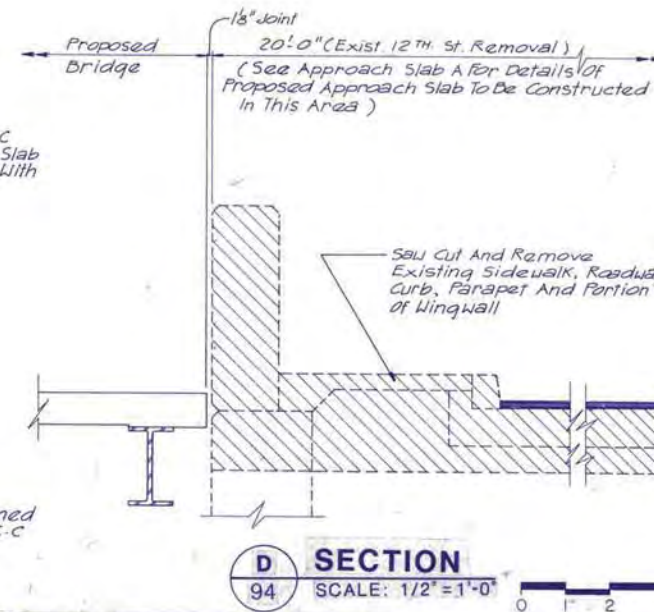 1⅛" Joint
Proposed
Bridge
20'-0" (Exist. 12TH. St. Removal)
(See Approach Slab A For Details Of
Proposed Approach Slab To Be Constructed
In This Area)
C
Slab
With
Saw Cut And Remove
Existing Sidewalk, Roadwa
Curb, Parapet And Portion
of Wingwall
ned
C-C
D
94
SECTION
SCALE: 1/2" = 1'-0"
0 1 2